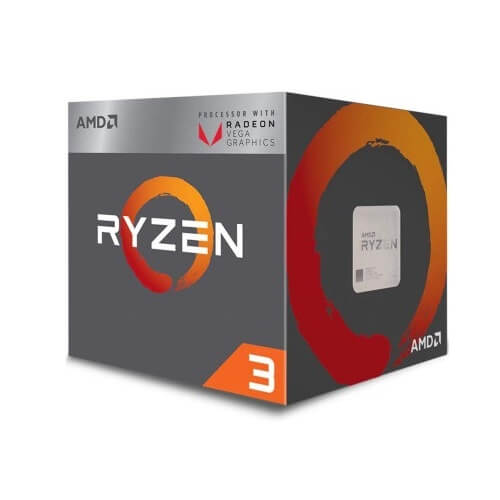 AMD
PROCESSOR WITH
RADEON
VEGA
GRAPHICS
RYZEN
3
AMD
RYZEN
AMD